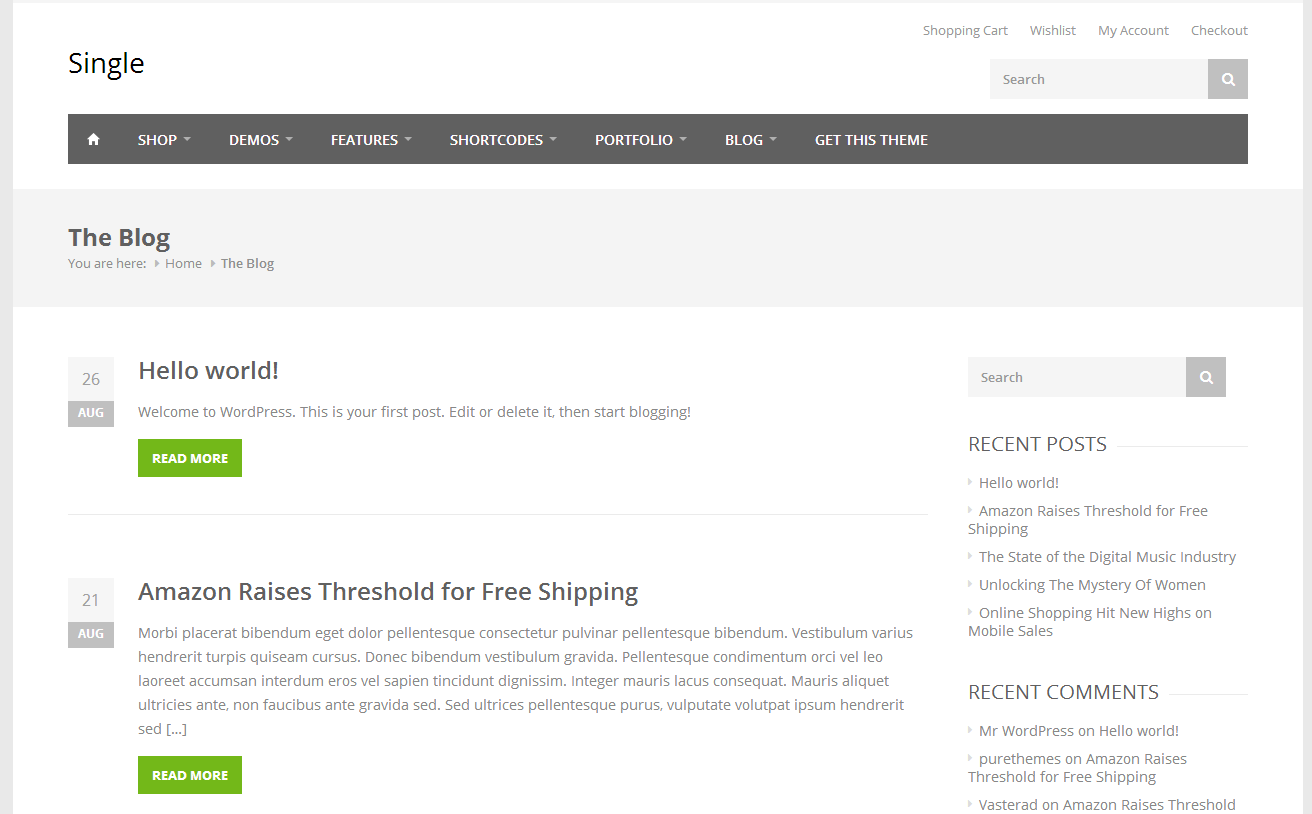 Shopping Cart Wishlist My Account Checkout
Single
Search
SHOP DEMOS FEATURES SHORTCODES PORTFOLIO BLOG GET THIS THEME
The Blog
You are here: Home The Blog
26
AUG
Hello world!
Welcome to WordPress. This is your first post. Edit or delete it, then start blogging!
READ MORE
21
AUG
Amazon Raises Threshold for Free Shipping
Morbi placerat bibendum eget dolor pellentesque consectetur pulvinar pellentesque bibendum. Vestibulum varius
hendrerit turpis quiseam cursus. Donec bibendum vestibulum gravida. Pellentesque condimentum orci vel leo
laoreet accumsan interdum eros vel sapien tincidunt dignissim. Integer mauris lacus consequat. Mauris aliquet
ultricies ante, non faucibus ante gravida sed. Sed ultrices pellentesque purus, vulputate volutpat ipsum hendrerit
sed [...]
READ MORE
Search
RECENT POSTS
Hello world!
Amazon Raises Threshold for Free
Shipping
The State of the Digital Music Industry
Unlocking The Mystery Of Women
Online Shopping Hit New Highs on
Mobile Sales
RECENT COMMENTS
Mr WordPress on Hello world!
purethemes on Amazon Raises
Threshold for Free Shipping
Vasterad on Amazon Raises Threshold